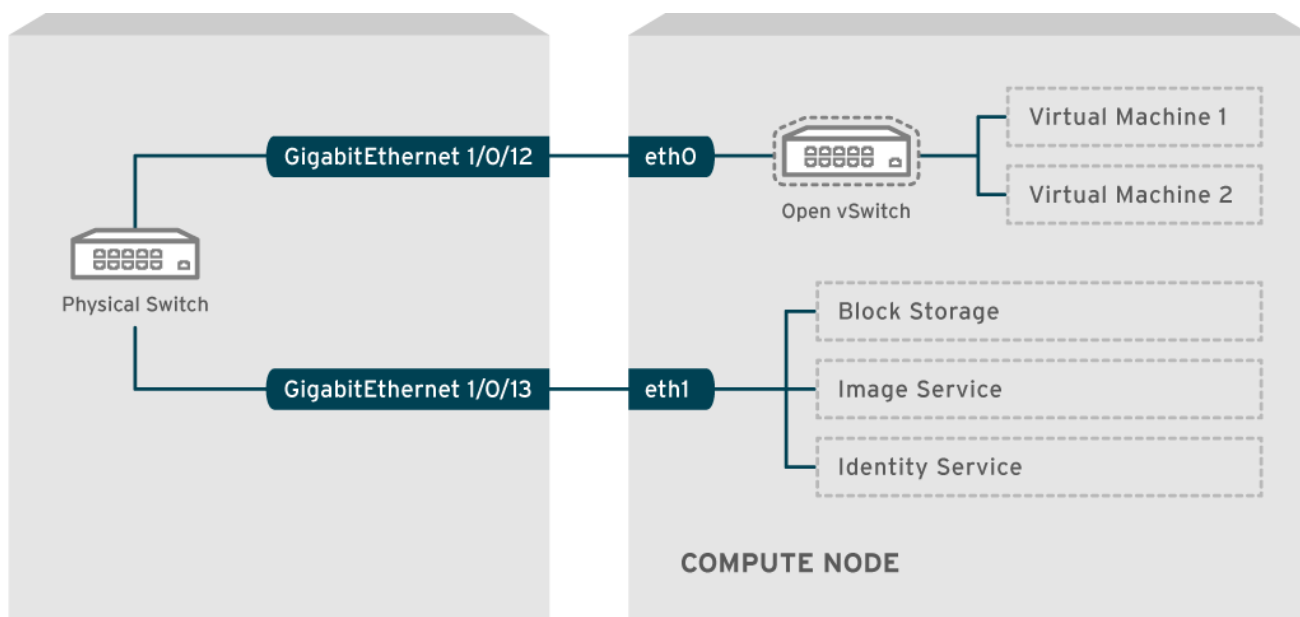 GigabitEthernet 1/0/12
eth0
Open vSwitch
Virtual Machine 1
Virtual Machine 2
Physical Switch
GigabitEthernet 1/0/13
eth1
Block Storage
Image Service
Identity Service
COMPUTE NODE